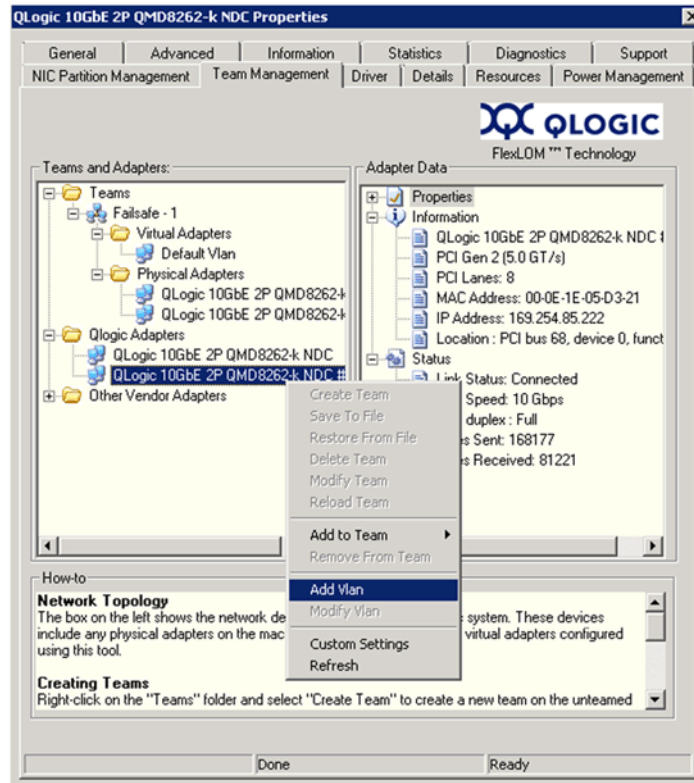 QLogic 10GbE 2P QMD8262-k NDC Properties
General Advanced Information Statistics Diagnostics Support
NIC Partition Management Team Management Driver Details Resources Power Management
QLOGIC
FlexLOM™ Technology
Teams and Adapters:
Teams
Failsafe - 1
Virtual Adapters
Default Vlan
Physical Adapters
QLogic 10GbE 2P QMD8262-k
QLogic 10GbE 2P QMD8262-k
Qlogic Adapters
QLogic 10GbE 2P QMD8262-k NDC
QLogic 10GbE 2P QMD8262-k NDC #
Other Vendor Adapters
Adapter Data
Properties
Information
QLogic 10GbE 2P QMD8262-k NDC #
PCI Gen 2 (5.0 GT/s)
PCI Lanes: 8
MAC Address: 00-0E-1E-05-D3-21
IP Address: 169.254.85.222
Location : PCI bus 68, device 0, funct
Status
Link Status: Connected
Speed: 10 Gbps
duplex : Full
Sent: 168177
Received: 81221
Create Team
Save To File
Restore From File
Delete Team
Modify Team
Reload Team
Add to Team
Remove From Team
Add Vlan
Modify Vlan
Custom Settings
Refresh
How-to
Network Topology
The box on the left shows the network de system. These devices
include any physical adapters on the mac virtual adapters configured
using this tool.
Creating Teams
Right-click on the "Teams" folder and select "Create Team" to create a new team on the unteamed
Done Ready